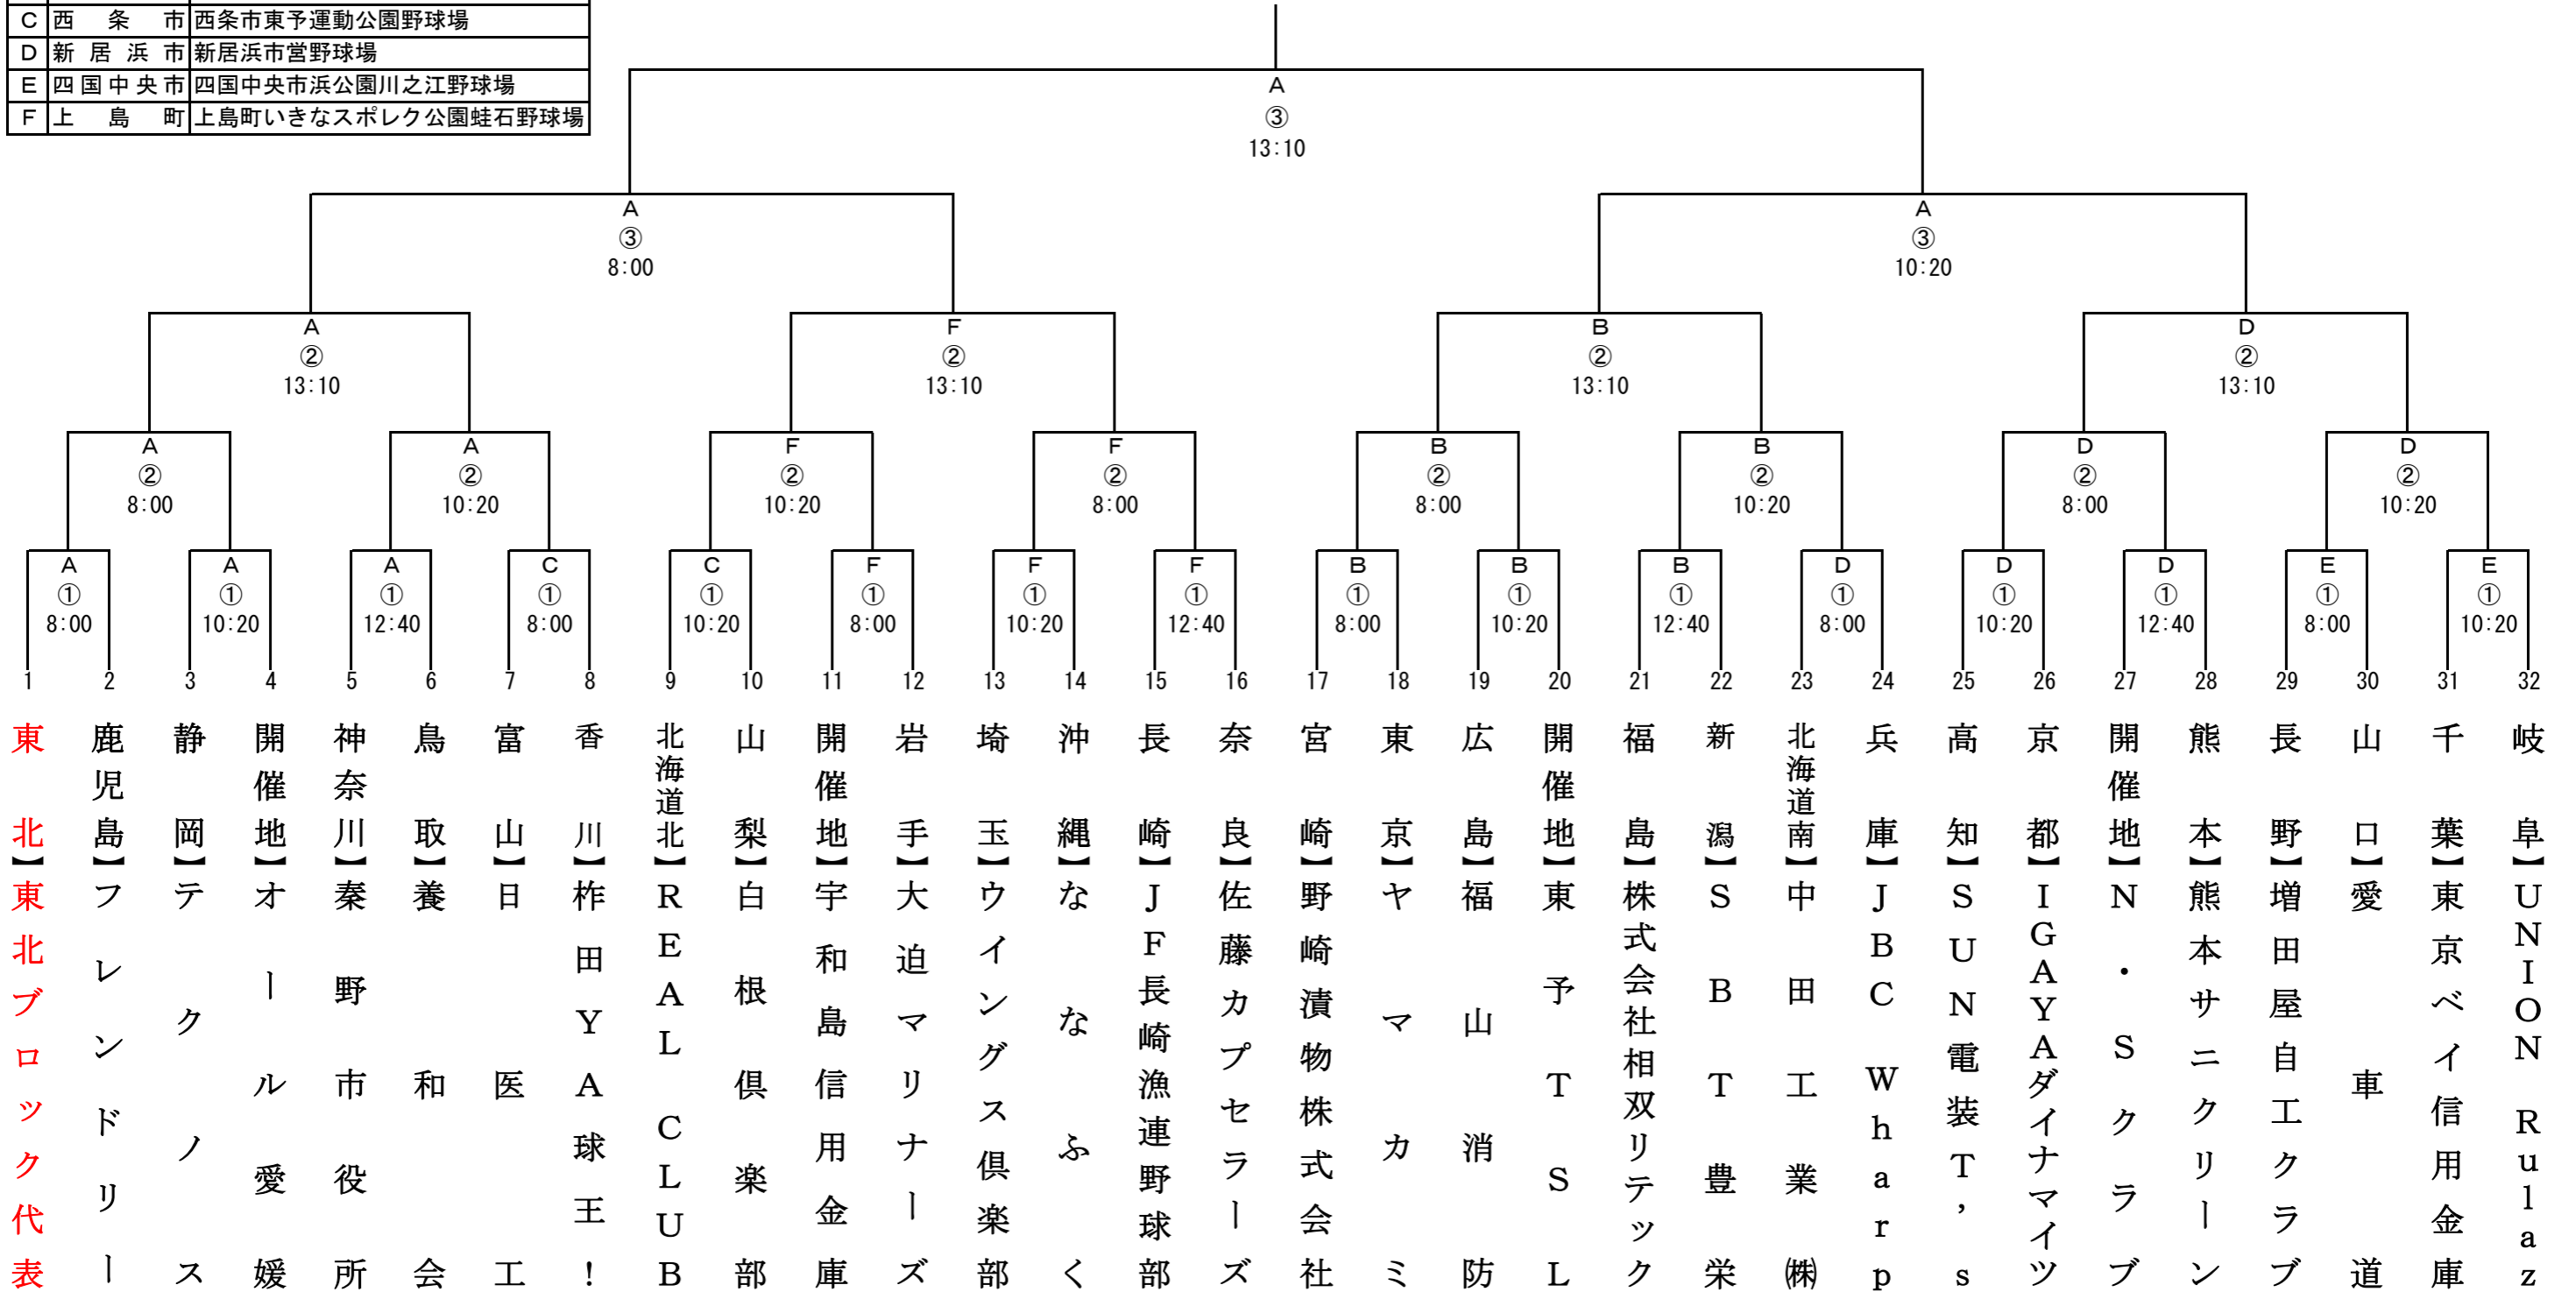 C 西条市 西条市東予運動公園野球場
D 新居浜市 新居浜市営野球場
E 四国中央市 四国中央市浜公園川之江野球場
F 上島町 上島町いきなスポレク公園蛙石野球場
A
③
13:10
A A
③ ③
8:00 10:20
A F B D
② ② ② ②
13:10 13:10 13:10 13:10
A A F F B B D D
② ② ② ② ② ② ② ②
8:00 10:20 10:20 8:00 8:00 10:20 8:00 10:20
A A A C C F F F B B B D D D E E
① ① ① ① ① ① ① ① ① ① ① ① ① ① ① ①
8:00 10:20 12:40 8:00 10:20 8:00 10:20 12:40 8:00 10:20 12:40 8:00 10:20 12:40 8:00 10:20
1 2 3 4 5 6 7 8 9 10 11 12 13 14 15 16 17 18 19 20 21 22 23 24 25 26 27 28 29 30 31 32
東北】東北ブロック代表
鹿児島】フレンドリー
静岡】テクノス
開催地】オール愛媛
神奈川】秦野市役所
鳥取】養和会
富山】日医工
香川】柞田YA球王!
北海道北】REAL CLUB
山梨】白根倶楽部
開催地】宇和島信用金庫
岩手】大迫マリナーズ
埼玉】ウイングス倶楽部
沖縄】ななふく
長崎】JF長崎漁連野球部
奈良】佐藤カプセラーズ
宮崎】野崎漬物株式会社
東京】ヤマカミ
広島】福山消防
開催地】東予TSL
福島】株式会社相双リテック
新潟】SBT豊栄
北海道南】中田工業㈱
兵庫】JBC Wharp
高知】SUN電装T’s
京都】IGAYAダイナマイツ
開催地】N・Sクラブ
熊本】熊本サニクリーン
長野】増田屋自工クラブ
山口】愛車道
千葉】東京ベイ信用金庫
岐阜】UNION Rulaz